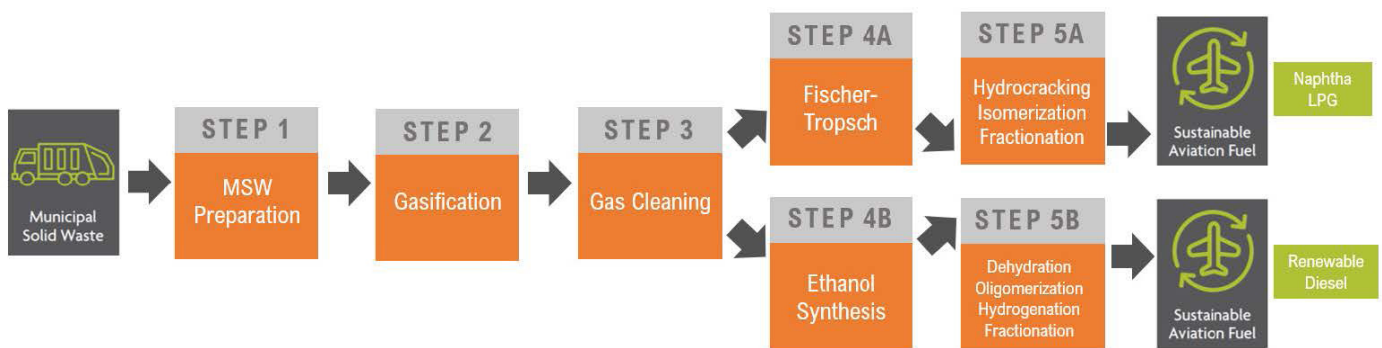 Municipal
Solid Waste
STEP 1
MSW
Preparation
STEP 2
Gasification
STEP 3
Gas Cleaning
STEP 4A
Fischer-
Tropsch
STEP 5A
Hydrocracking
Isomerization
Fractionation
Sustainable
Aviation Fuel
Naphtha
LPG
STEP 4B
Ethanol
Synthesis
STEP 5B
Dehydration
Oligomerization
Hydrogenation
Fractionation
Sustainable
Aviation Fuel
Renewable
Diesel